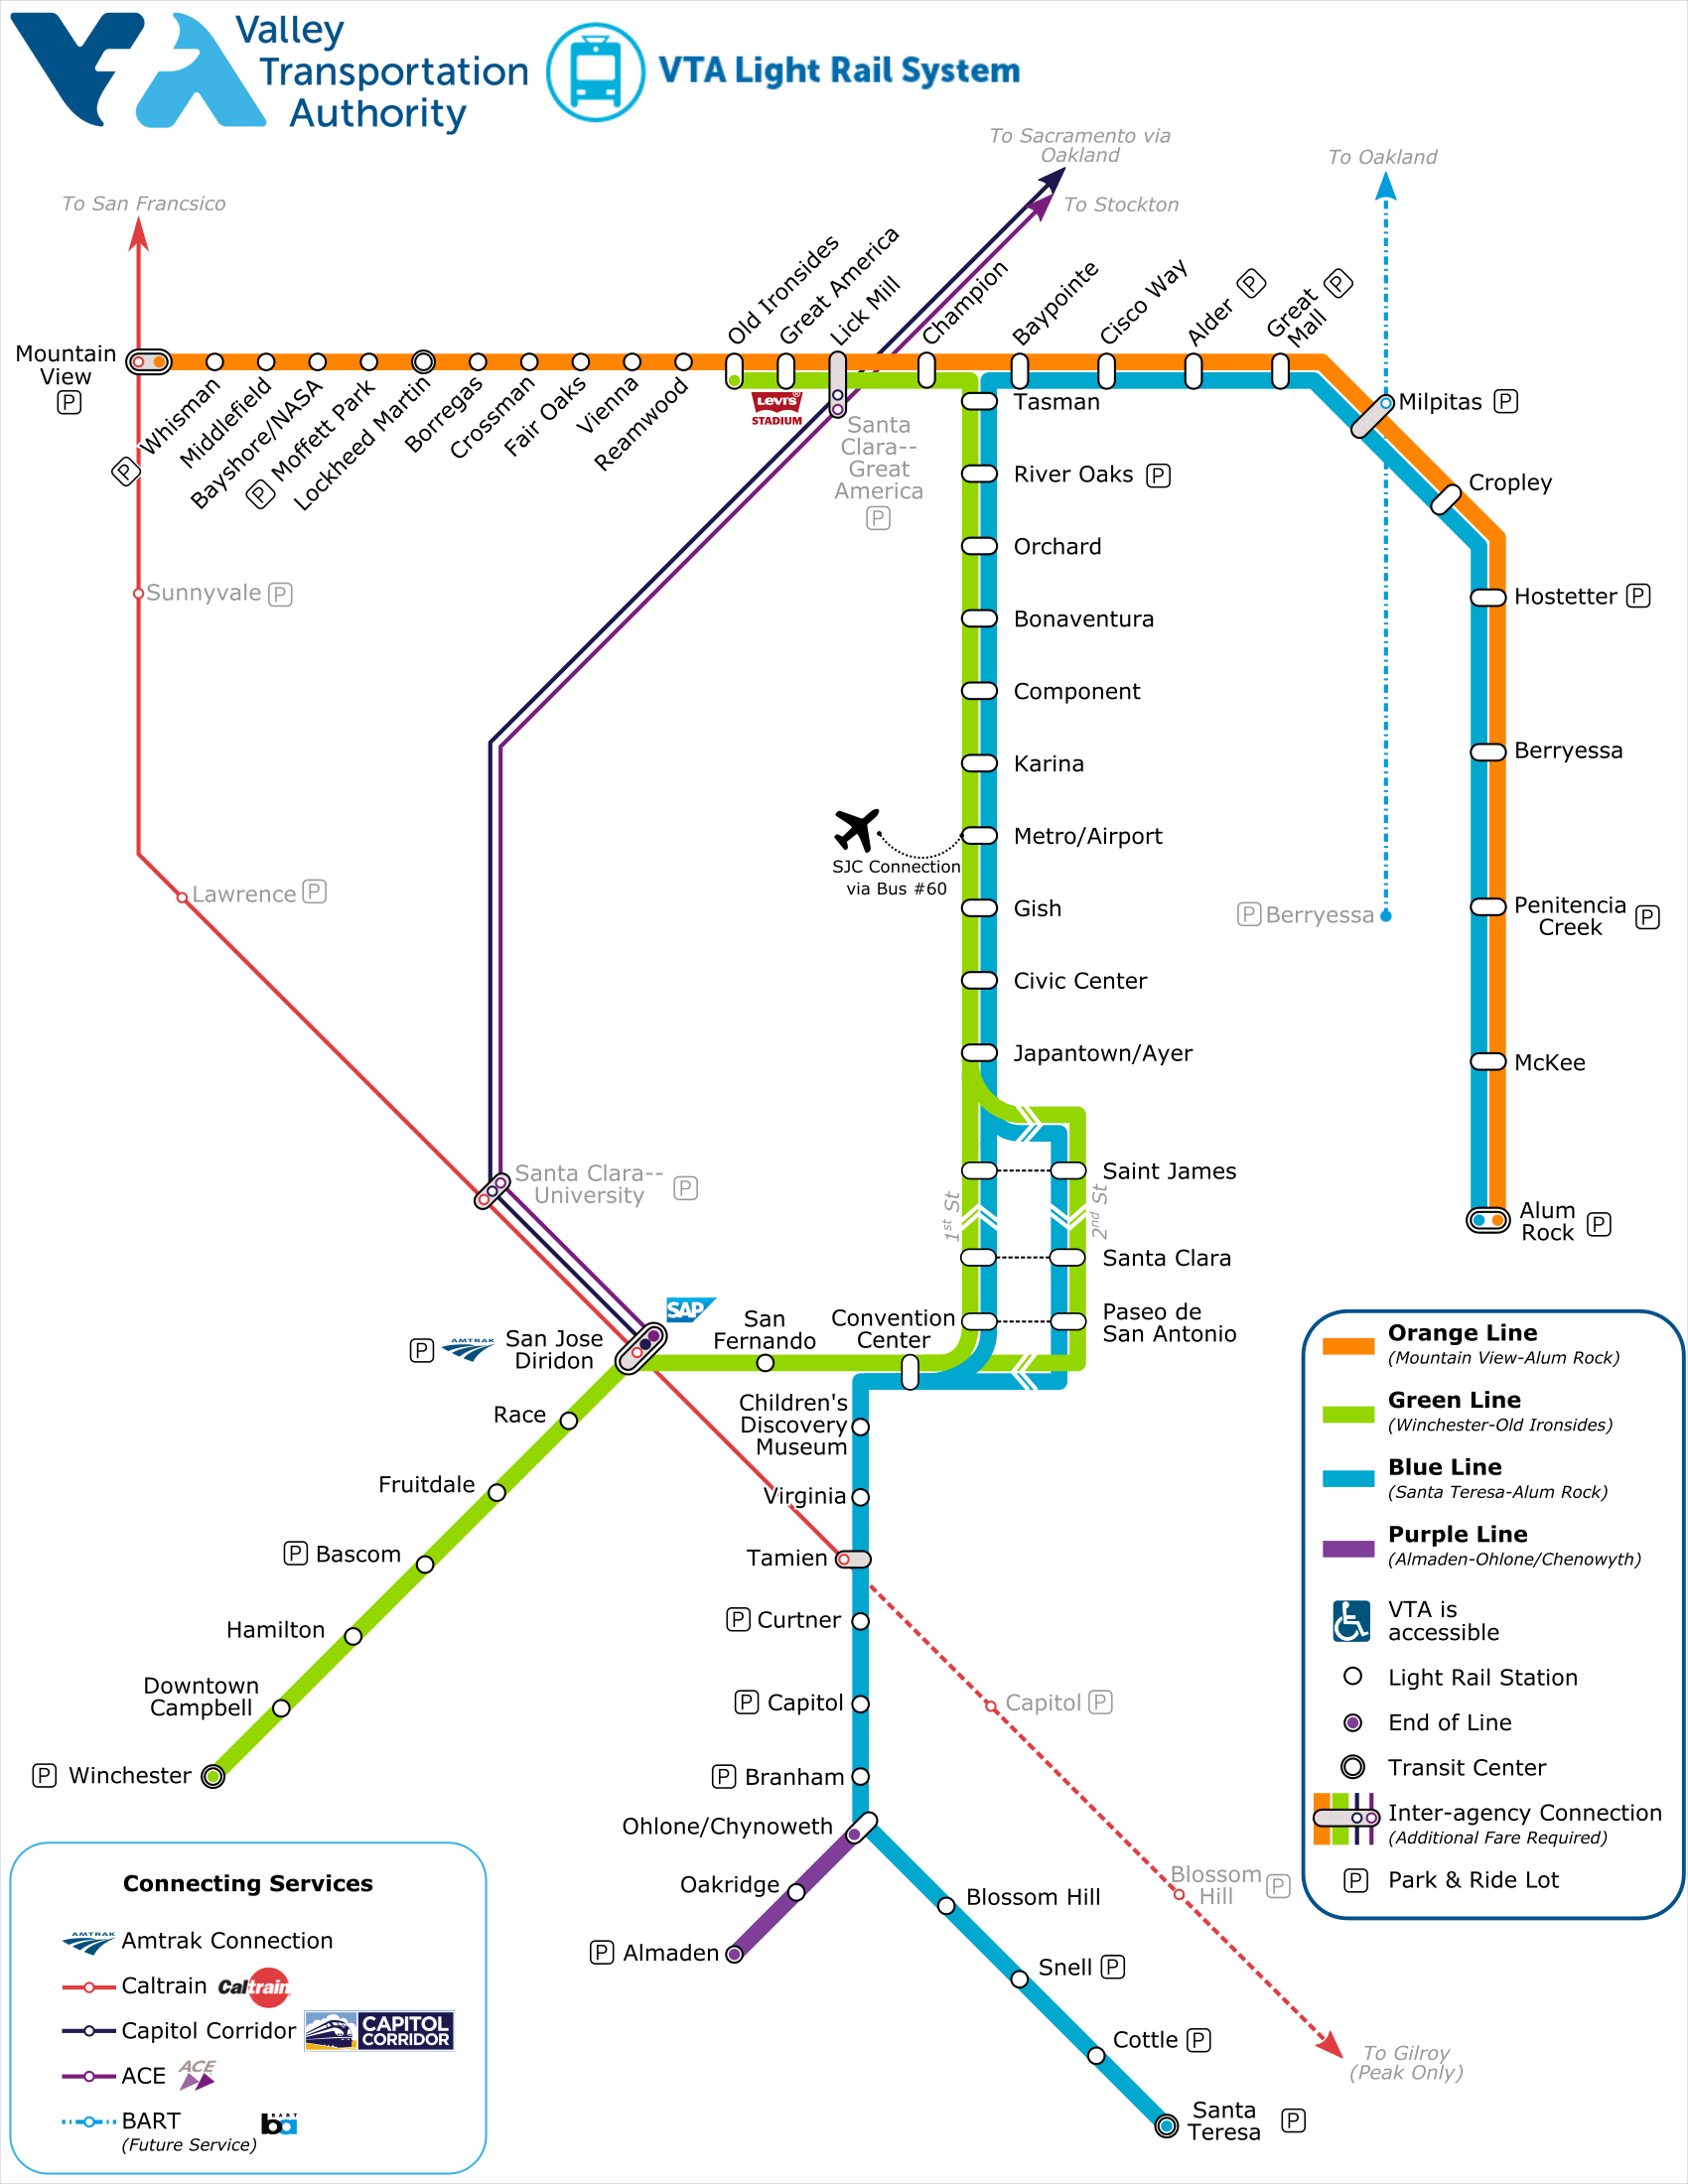 Valley
Transportation
Authority
VTA Light Rail System
To Sacramento via
Oakland
To Oakland
To San Francsico
To Stockton
Mountain
View
P
P Whisman
Middlefield
Bayshore/NASA
P Moffett Park
Lockheed Martin
Borregas
Crossman
Fair Oaks
Vienna
Reamwood
Old Ironsides
Great America
Lick Mill
Champion
Baypointe
Cisco Way
Alder P
Great
Mall P
LEVI'S
STADIUM
Santa
Clara--
Great
America
P
Tasman
Milpitas P
River Oaks P
Cropley
Orchard
Sunnyvale P
Hostetter P
Bonaventura
Component
Berryessa
Karina
Metro/Airport
SJC Connection
via Bus #60
Lawrence P
Gish
P Berryessa
Penitencia
Creek P
Civic Center
Japantown/Ayer
McKee
Santa Clara--
University P
Saint James
1st St
2nd St
Alum
Rock P
Santa Clara
SAP
P AMTRAK San Jose
Diridon
San
Fernando
Convention
Center
Paseo de
San Antonio
Race
Children's
Discovery
Museum
Fruitdale
Virginia
P Bascom
Tamien
Hamilton
P Curtner
Downtown
Campbell
P Capitol
Capitol P
P Winchester
P Branham
Ohlone/Chynoweth
Oakridge
Blossom Hill
Blossom
Hill P
P Almaden
Snell P
Cottle P
To Gilroy
(Peak Only)
Santa
Teresa P
Orange Line
(Mountain View-Alum Rock)
Green Line
(Winchester-Old Ironsides)
Blue Line
(Santa Teresa-Alum Rock)
Purple Line
(Almaden-Ohlone/Chenowyth)
VTA is
accessible
Light Rail Station
End of Line
Transit Center
Inter-agency Connection
(Additional Fare Required)
P Park & Ride Lot
Connecting Services
AMTRAK Amtrak Connection
Caltrain Caltrain
Capitol Corridor CAPITOL
CORRIDOR
ACE ACE
BART BART ba
(Future Service)